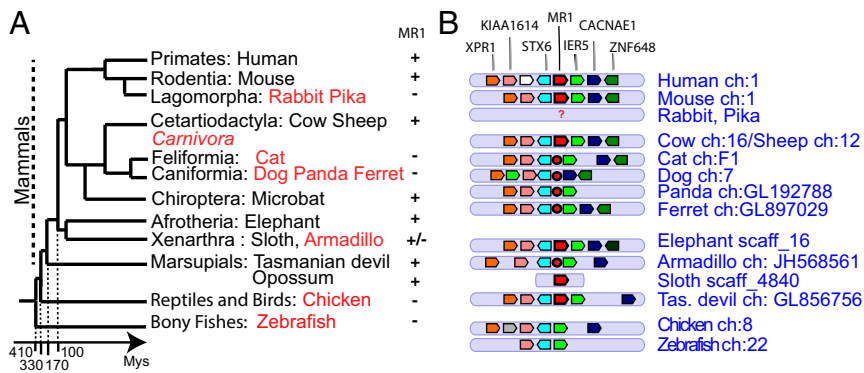 A
MR1
Primates: Human +
Rodentia: Mouse +
Lagomorpha: Rabbit Pika -
Cetartiodactyla: Cow Sheep +
Carnivora
Feliformia: Cat -
Caniformia: Dog Panda Ferret -
Chiroptera: Microbat +
Afrotheria: Elephant +
Xenarthra : Sloth, Armadillo +/-
Marsupials: Tasmanian devil +
Opossum +
Reptiles and Birds: Chicken -
Bony Fishes: Zebrafish -
Mammals
410
330
170
100
Mys
B
MR1
KIAA1614 CACNAE1
STX6 IER5
XPR1 ZNF648
Human ch:1
Mouse ch:1
? Rabbit, Pika
Cow ch:16/Sheep ch:12
Cat ch:F1
Dog ch:7
Panda ch:GL192788
Ferret ch:GL897029
Elephant scaff_16
Armadillo ch: JH568561
Sloth scaff_4840
Tas. devil ch: GL856756
Chicken ch:8
Zebrafish ch:22